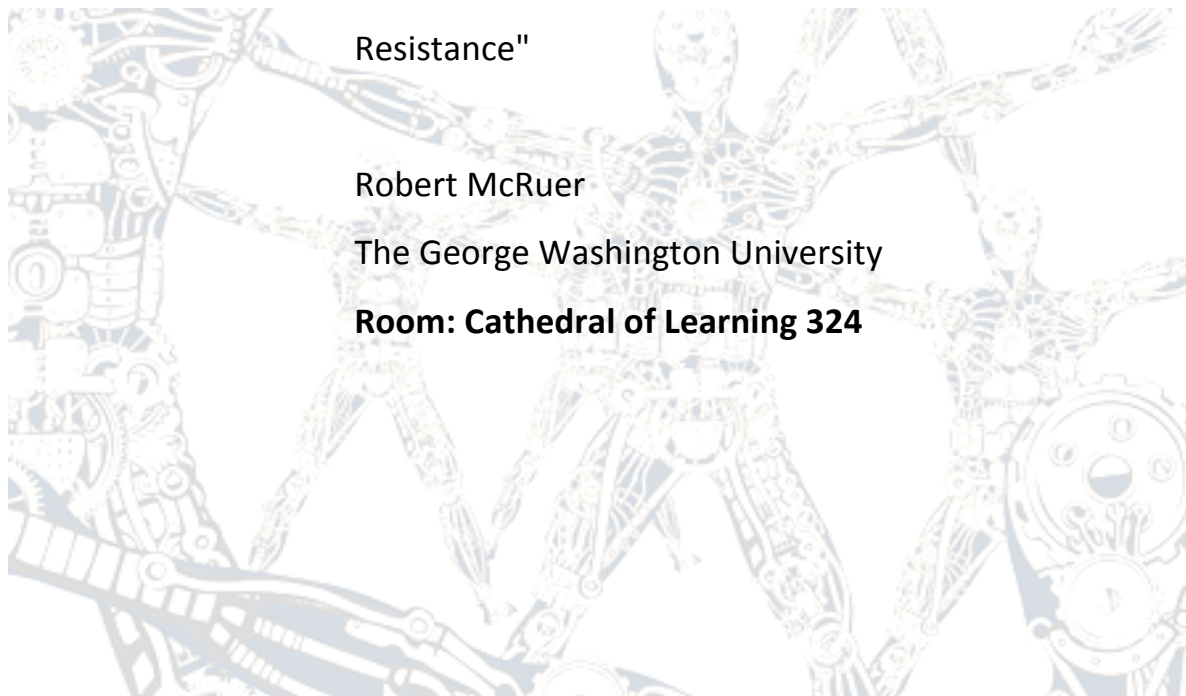 Resistance"
Robert McRuer
The George Washington University
Room: Cathedral of Learning 324